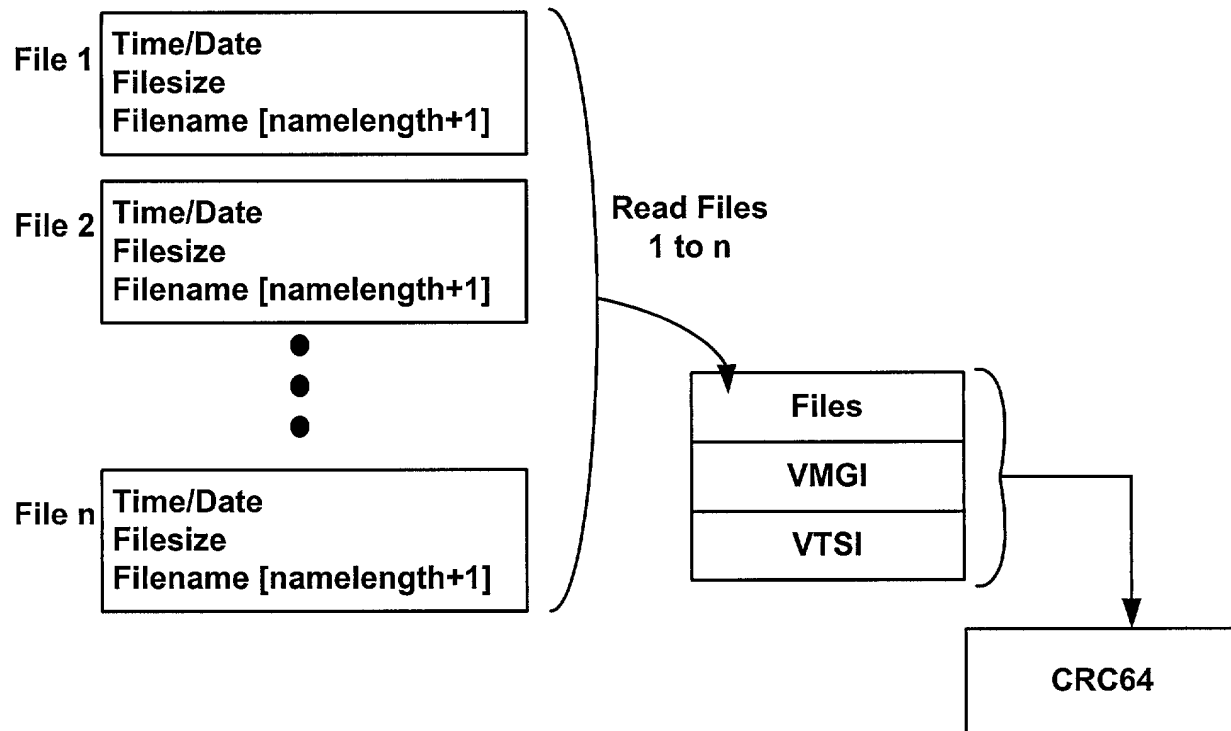 File 1
Time/Date
Filesize
Filename [namelength+1]
File 2
Time/Date
Filesize
Filename [namelength+1]
Read Files
1 to n
File n
Time/Date
Filesize
Filename [namelength+1]
Files
VMGI
VTSI
CRC64